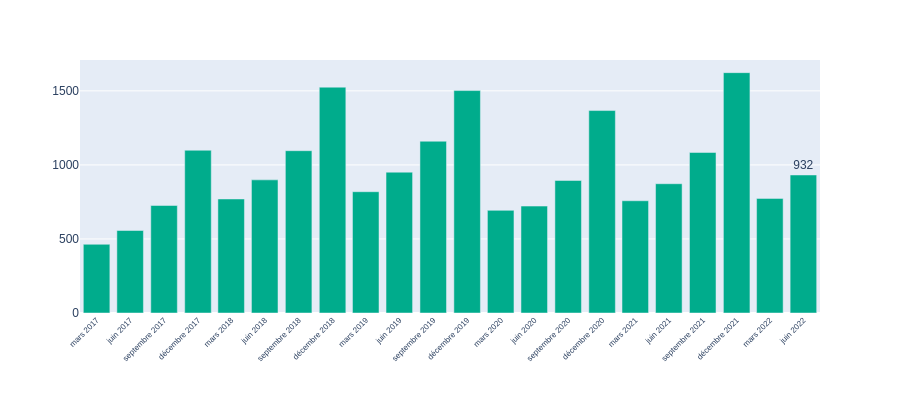 1500
1000
500
0
932
mars 2017
juin 2017
septembre 2017
décembre 2017
mars 2018
juin 2018
septembre 2018
décembre 2018
mars 2019
juin 2019
septembre 2019
décembre 2019
mars 2020
juin 2020
septembre 2020
décembre 2020
mars 2021
juin 2021
septembre 2021
décembre 2021
mars 2022
juin 2022